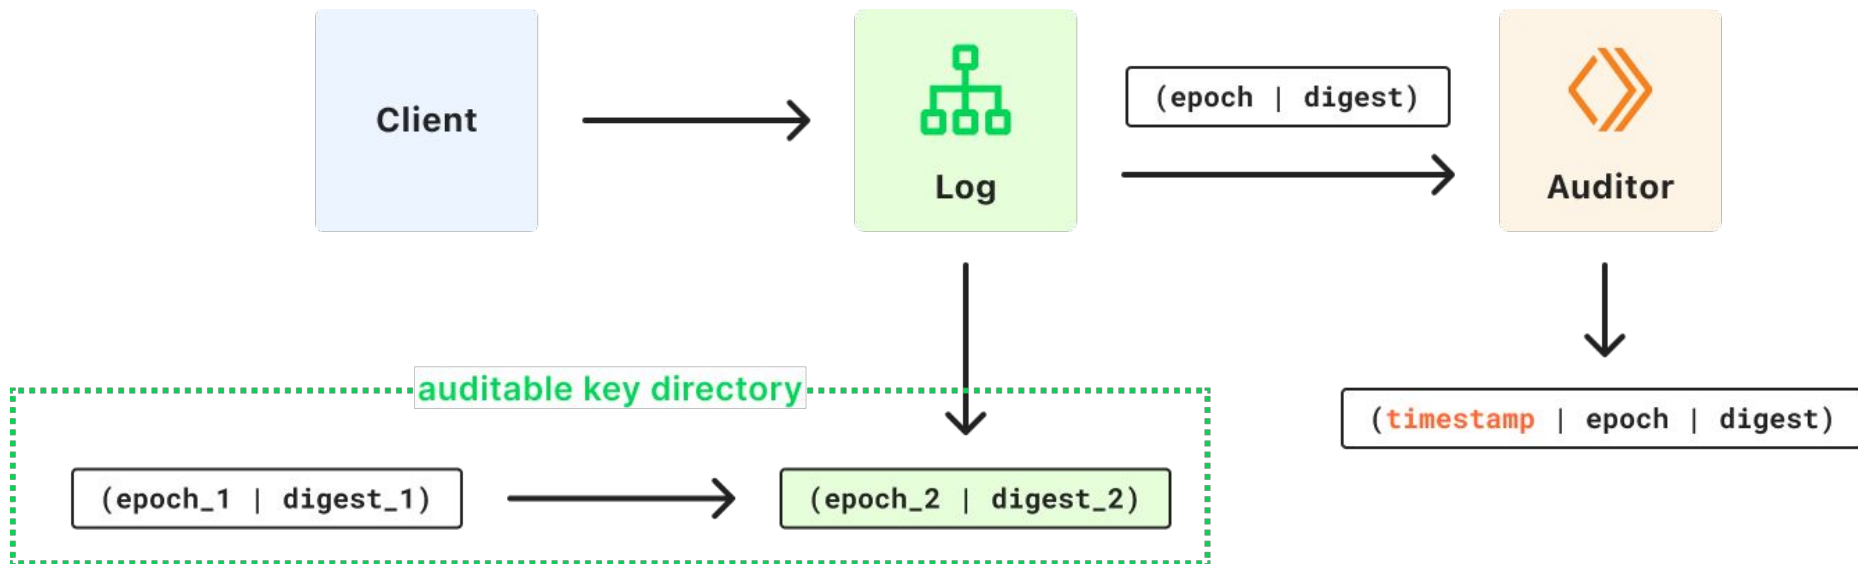 Client
Log
(epoch | digest)
Auditor
auditable key directory
(timestamp | epoch | digest)
(epoch_1 | digest_1)
(epoch_2 | digest_2)